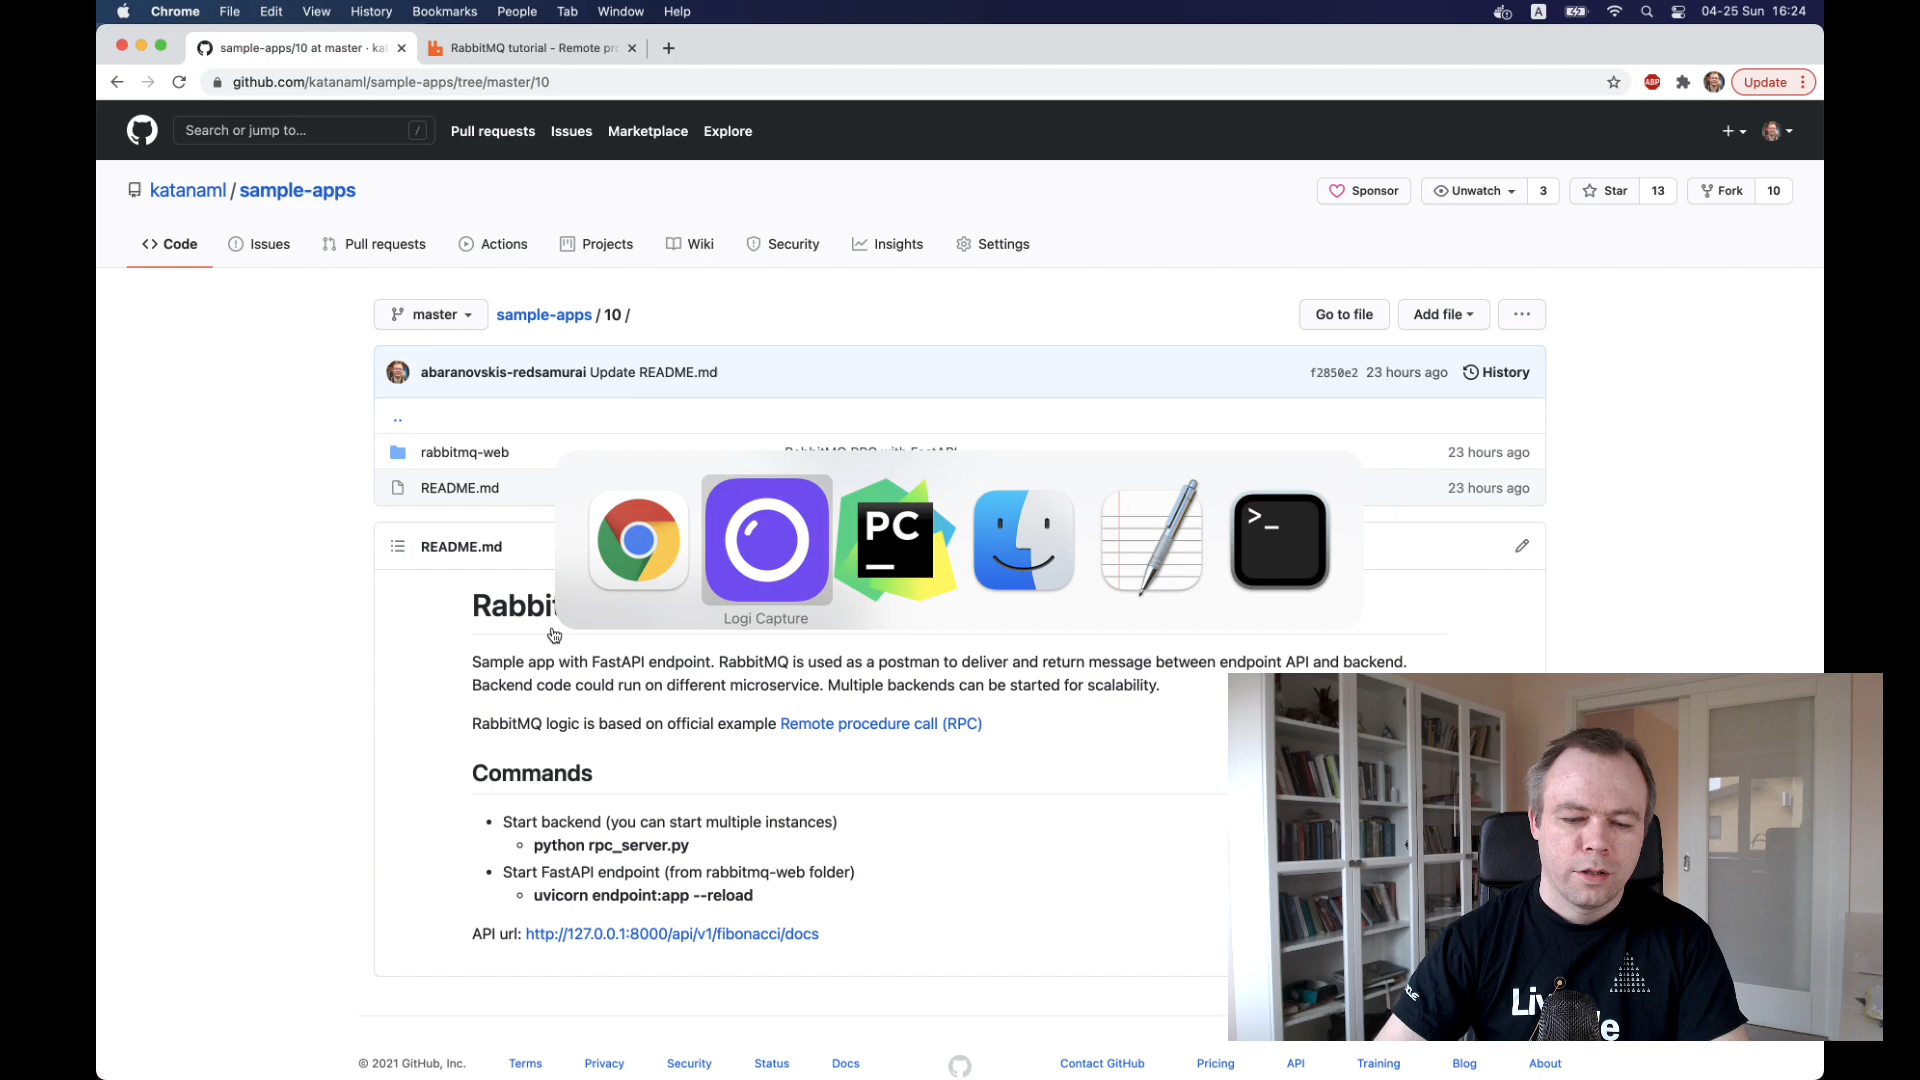 Chrome File Edit View History Bookmarks People Tab Window Help A 04-25 Sun 16:24
sample-apps/10 at master · kat RabbitMQ tutorial - Remote pr
github.com/katanaml/sample-apps/tree/master/10 ABP Update
Search or jump to... / Pull requests Issues Marketplace Explore
katanaml / sample-apps Sponsor Unwatch 3 Star 13 Fork 10
Code Issues Pull requests Actions Projects Wiki Security Insights Settings
master sample-apps / 10 / Go to file Add file ...
abaranovskis-redsamurai Update README.md f2850e2 23 hours ago History
..
rabbitmq-web RabbitMQ RPC with FastAPI 23 hours ago
README.md 23 hours ago
PC
>_
README.md
Logi Capture
Rabbit
Sample app with FastAPI endpoint. RabbitMQ is used as a postman to deliver and return message between endpoint API and backend.
Backend code could run on different microservice. Multiple backends can be started for scalability.
RabbitMQ logic is based on official example Remote procedure call (RPC)
Commands
• Start backend (you can start multiple instances)
python rpc_server.py
• Start FastAPI endpoint (from rabbitmq-web folder)
uvicorn endpoint:app --reload
API url: http://127.0.0.1:8000/api/v1/fibonacci/docs
© 2021 GitHub, Inc. Terms Privacy Security Status Docs Contact GitHub Pricing API Training Blog About